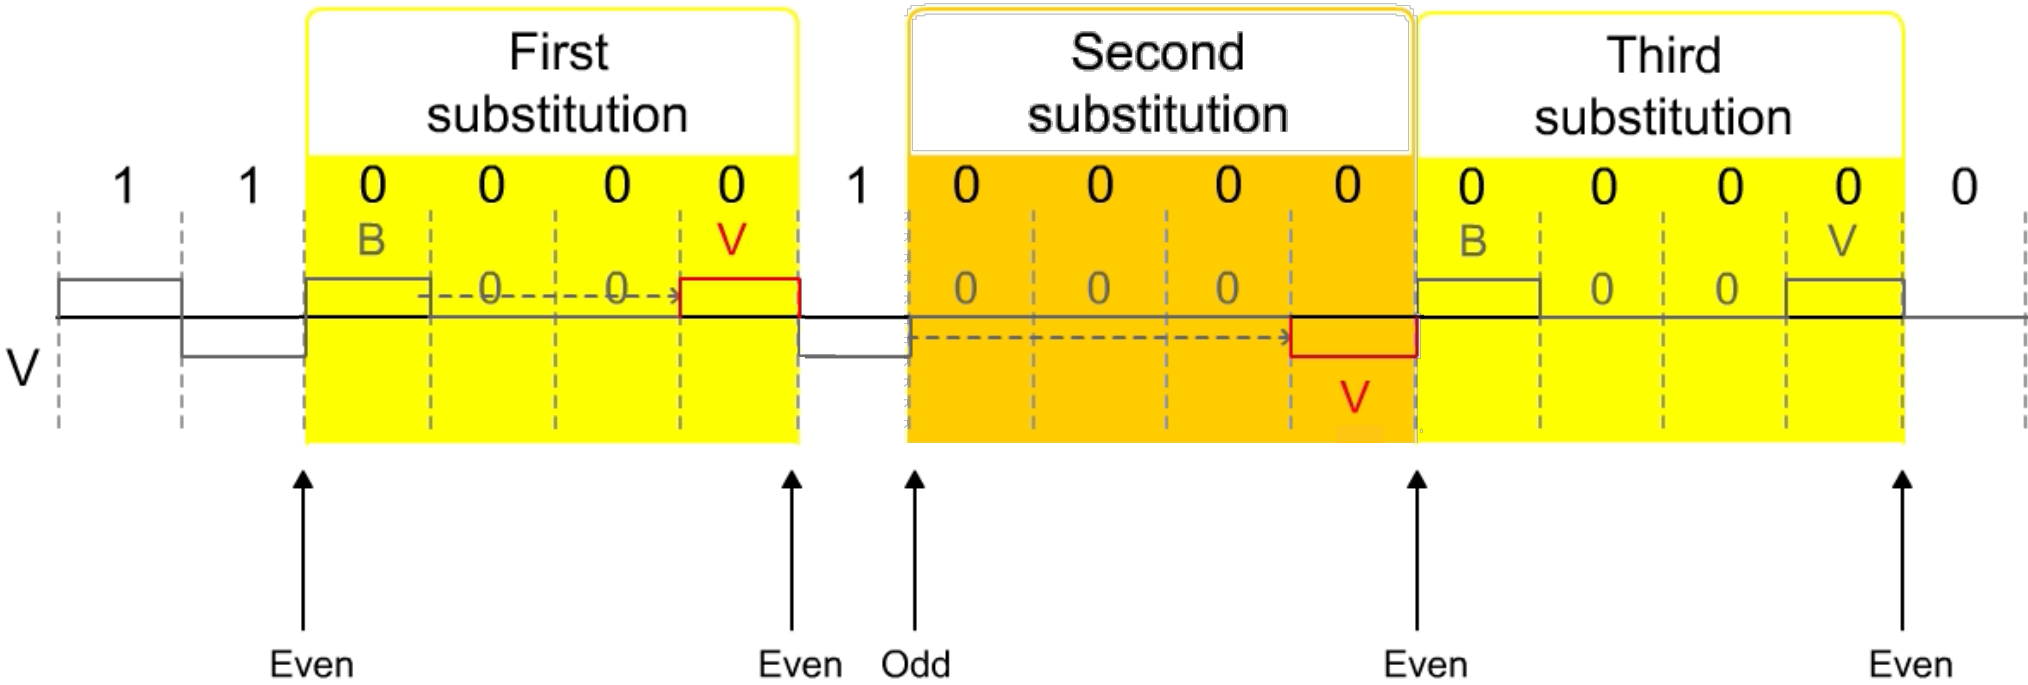 First
substitution
Second
substitution
Third
substitution
1 1 0 0 0 0 1 0 0 0 0 0 0 0 0 0
B V B V
0 0 0 0 0 0 0
V
V
Even Even Odd Even Even